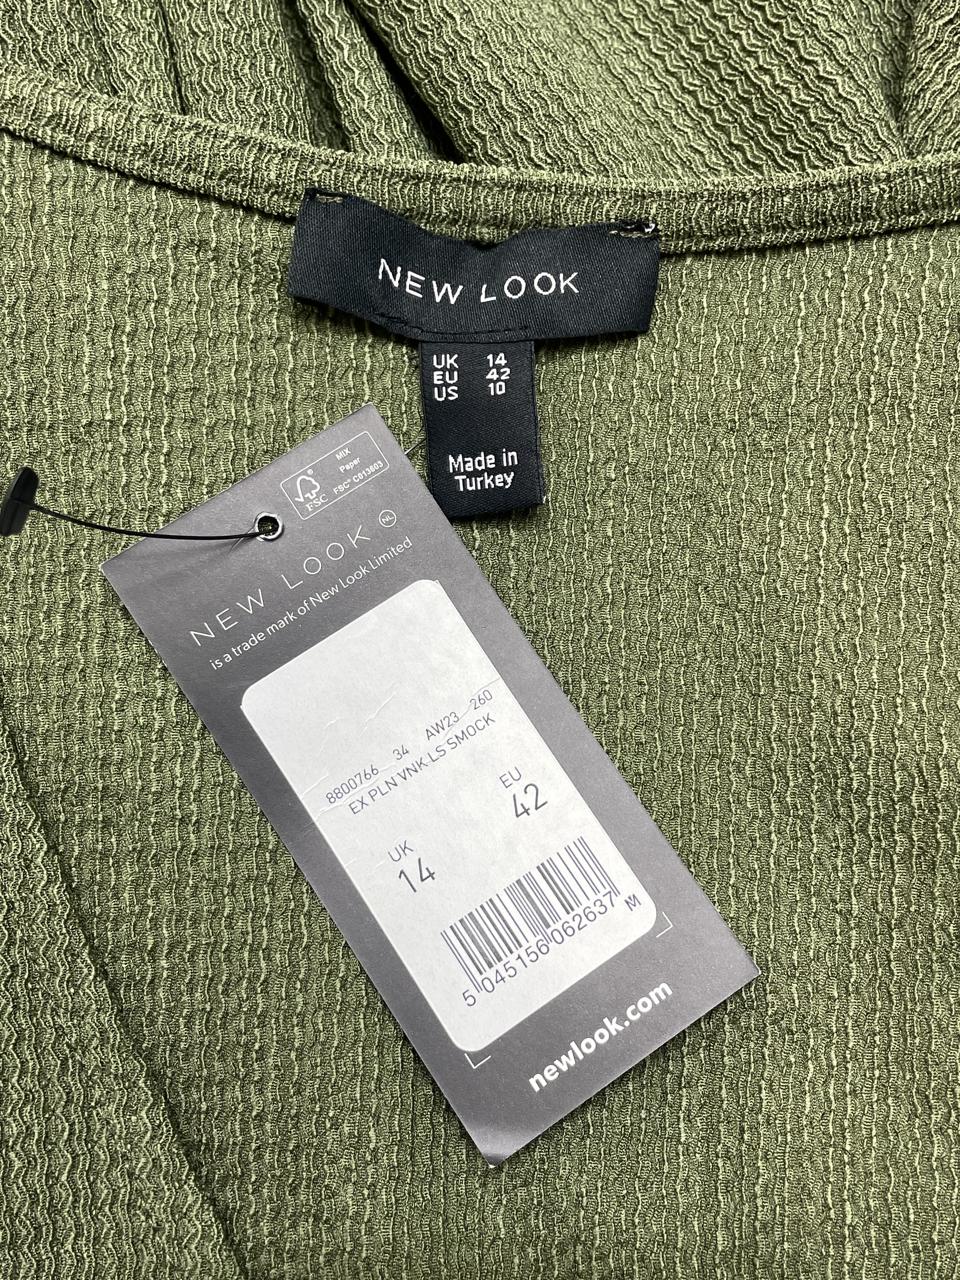 NEW LOOK
UK 14
EU 42
US 10
Made in
Turkey
FSC
MIX
Paper
FSC® C013803
NEW LOOK NL
is a trade mark of New Look Limited
8800766 34 AW23 260
EX PLN VNK LS SMOCK
UK
14
EU
42
5 045156 062637 M
newlook.com